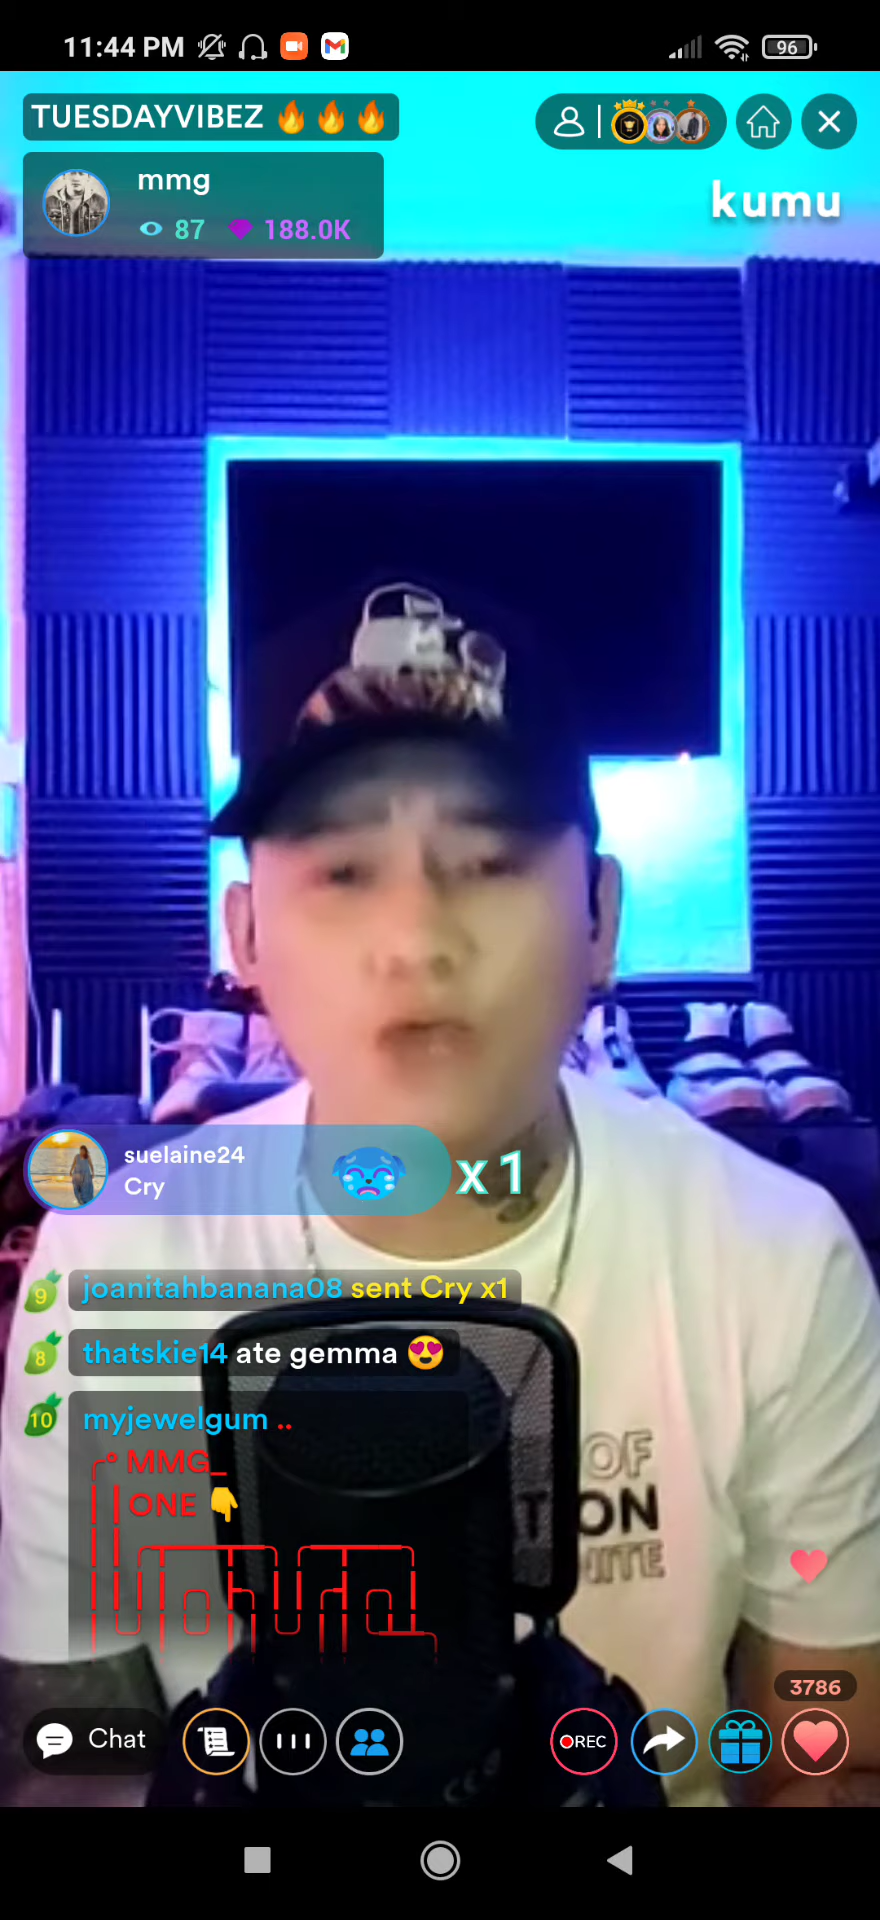 11:44 PM
96
TUESDAYVIBEZ 🔥🔥🔥
mmg
87 188.0K
kumu
suelaine24
Cry
x 1
9 joanitahbanana08 sent Cry x1
8 thatskie14 ate gemma 😍
10 myjewelgum ..
MMG_
ONE 👇
OF
ON
NITE
3786
Chat
REC